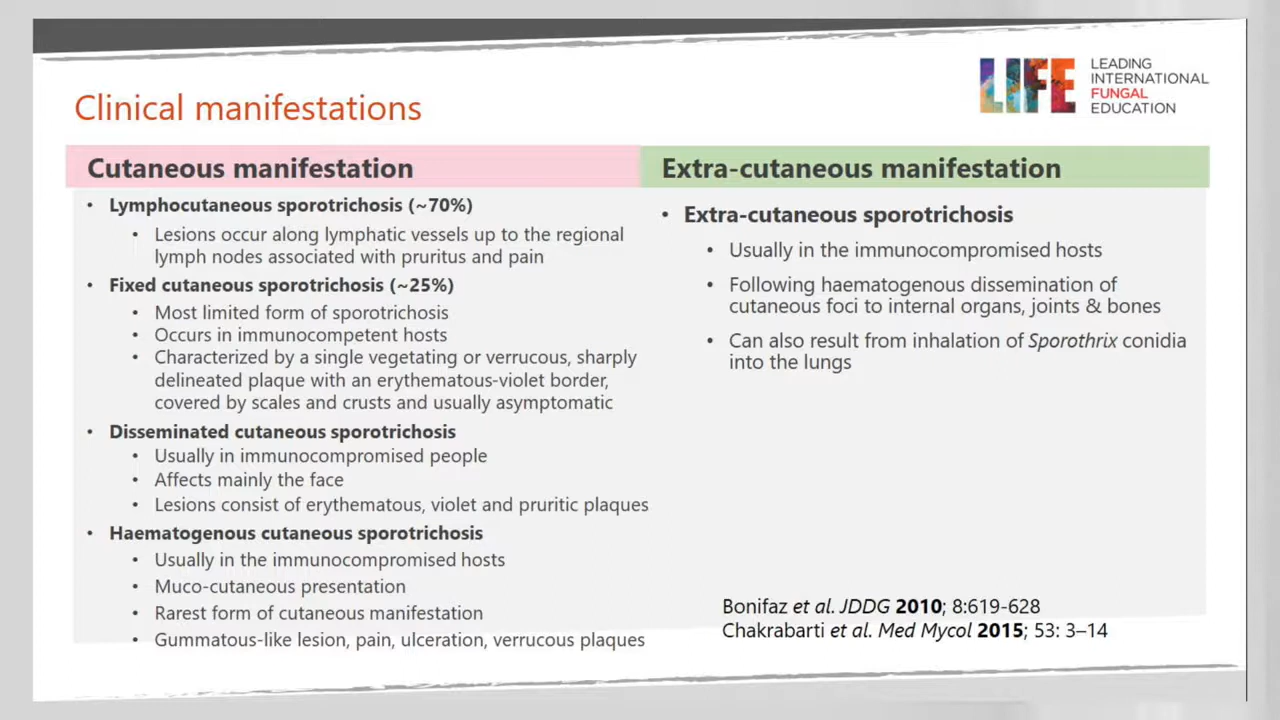 LIFE
LEADING
INTERNATIONAL
FUNGAL
EDUCATION
Clinical manifestations
Cutaneous manifestation
• Lymphocutaneous sporotrichosis (~70%)
• Lesions occur along lymphatic vessels up to the regional
lymph nodes associated with pruritus and pain
• Fixed cutaneous sporotrichosis (~25%)
• Most limited form of sporotrichosis
• Occurs in immunocompetent hosts
• Characterized by a single vegetating or verrucous, sharply
delineated plaque with an erythematous-violet border,
covered by scales and crusts and usually asymptomatic
• Disseminated cutaneous sporotrichosis
• Usually in immunocompromised people
• Affects mainly the face
• Lesions consist of erythematous, violet and pruritic plaques
• Haematogenous cutaneous sporotrichosis
• Usually in the immunocompromised hosts
• Muco-cutaneous presentation
• Rarest form of cutaneous manifestation
• Gummatous-like lesion, pain, ulceration, verrucous plaques
Extra-cutaneous manifestation
• Extra-cutaneous sporotrichosis
• Usually in the immunocompromised hosts
• Following haematogenous dissemination of
cutaneous foci to internal organs, joints & bones
• Can also result from inhalation of Sporothrix conidia
into the lungs
Bonifaz et al. JDDG 2010; 8:619-628
Chakrabarti et al. Med Mycol 2015; 53: 3–14